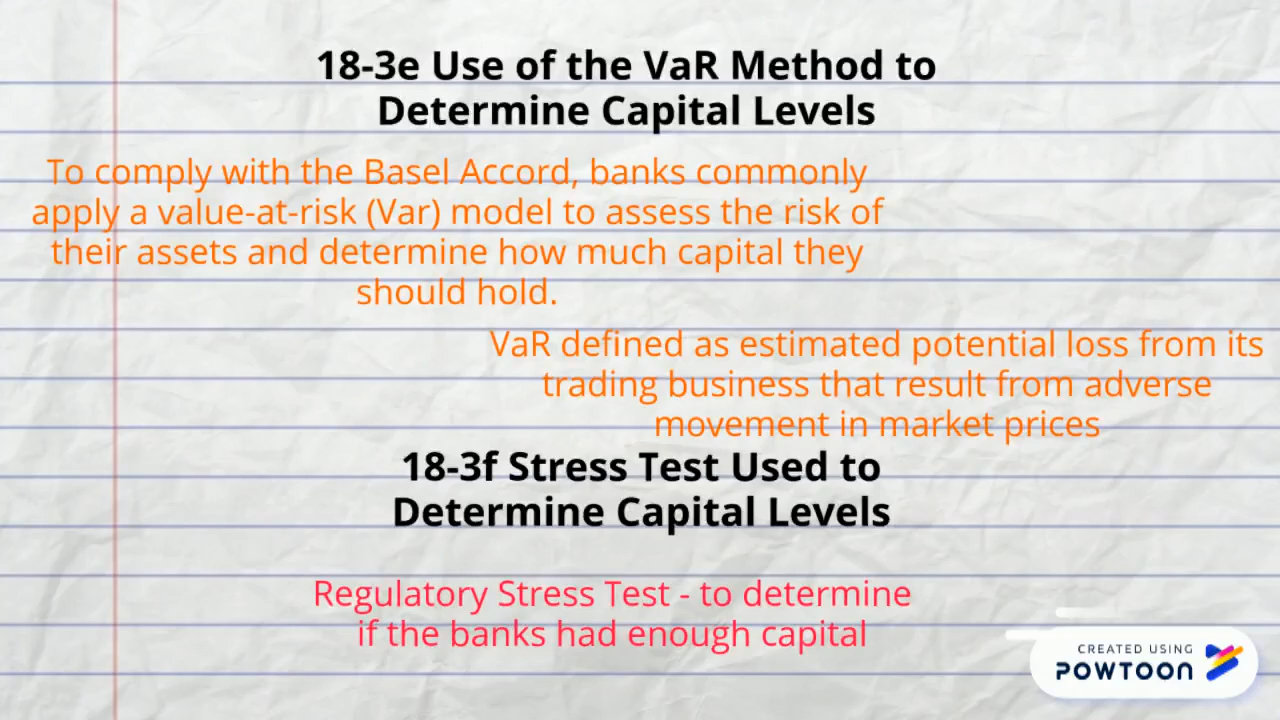 18-3e Use of the VaR Method to
Determine Capital Levels
To comply with the Basel Accord, banks commonly
apply a value-at-risk (Var) model to assess the risk of
their assets and determine how much capital they
should hold.
VaR defined as estimated potential loss from its
trading business that result from adverse
movement in market prices
18-3f Stress Test Used to
Determine Capital Levels
Regulatory Stress Test - to determine
if the banks had enough capital
CREATED USING
POWTOON